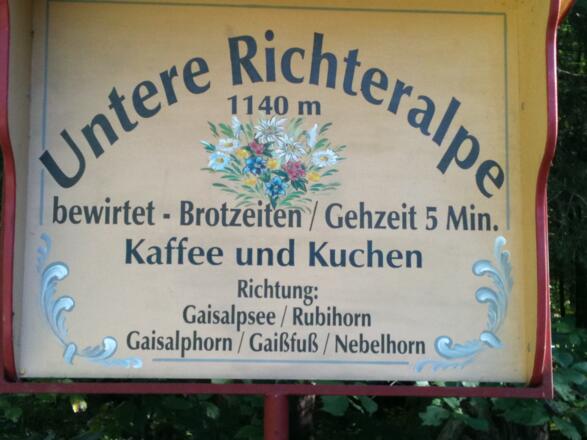 Untere Richteralpe
1140 m
bewirtet - Brotzeiten / Gehzeit 5 Min.
Kaffee und Kuchen
Richtung:
Gaisalpsee / Rubihorn
Gaisalphorn / Gaißfuß / Nebelhorn